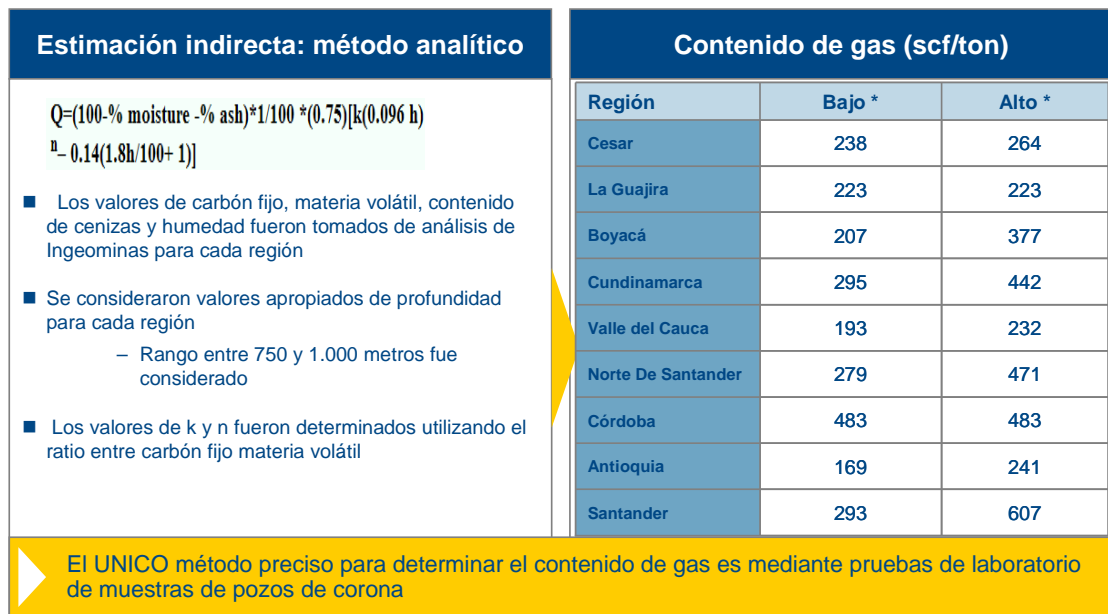 Estimación indirecta: método analítico
Q=(100-% moisture -% ash)*1/100 *(0.75)[k(0.096 h)
n– 0.14(1.8h/100+ 1)]
■ Los valores de carbón fijo, materia volátil, contenido
de cenizas y humedad fueron tomados de análisis de
Ingeominas para cada región
■ Se consideraron valores apropiados de profundidad
para cada región
– Rango entre 750 y 1.000 metros fue
considerado
■ Los valores de k y n fueron determinados utilizando el
ratio entre carbón fijo materia volátil
Contenido de gas (scf/ton)
Región Bajo * Alto *
Cesar 238 264
La Guajira 223 223
Boyacá 207 377
Cundinamarca 295 442
Valle del Cauca 193 232
Norte De Santander 279 471
Córdoba 483 483
Antioquia 169 241
Santander 293 607
El UNICO método preciso para determinar el contenido de gas es mediante pruebas de laboratorio
de muestras de pozos de corona